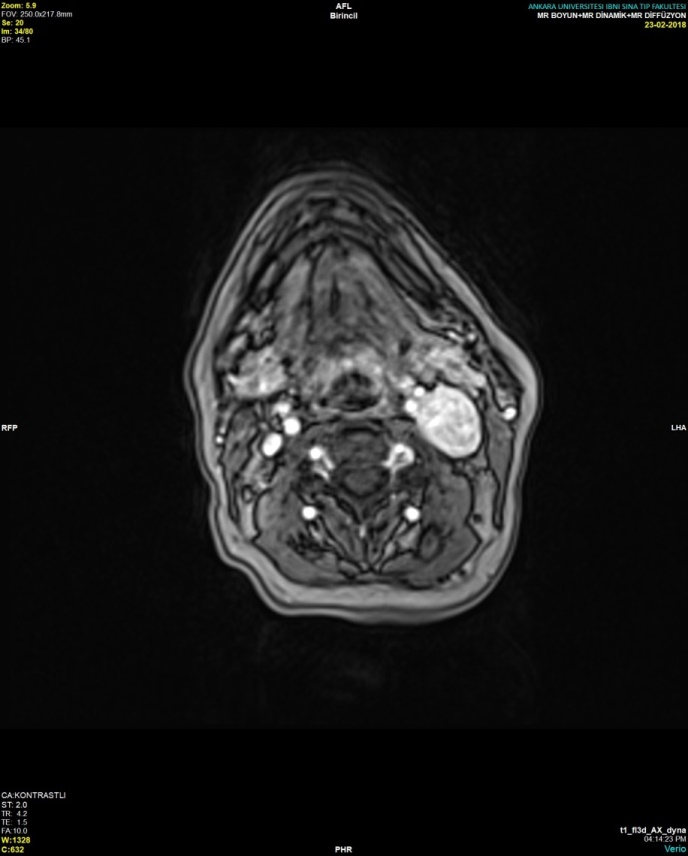 Zoom: 5.9
FOV: 250.0x217.8mm
Se: 20
Im: 34/80
BP: 45.1
AFL
Birincil
ANKARA UNIVERSITESI IBNI SINA TIP FAKULTESI
MR BOYUN+MR DİNAMİK+MR DİFFÜZYON
23-02-2018
RFP
LHA
CA:KONTRASTLI
ST: 2.0
TR: 4.2
TE: 1.5
FA:10.0
W:1328
C:632
PHR
t1_fl3d_AX_dyna
04:14:23 PM
Verio